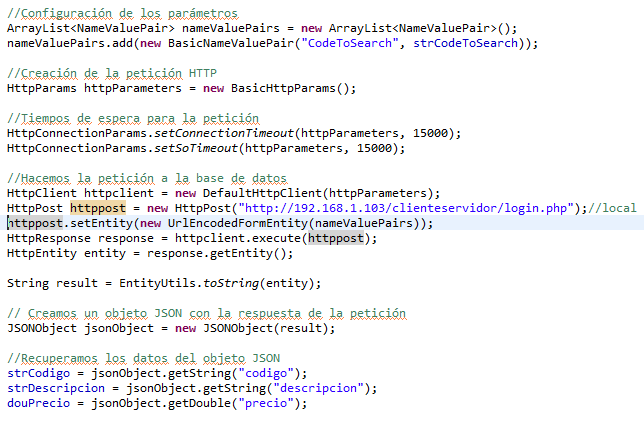 //Configuración de los parámetros
ArrayList<NameValuePair> nameValuePairs = new ArrayList<NameValuePair>();
nameValuePairs.add(new BasicNameValuePair("CodeToSearch", strCodeToSearch));
//Creación de la petición HTTP
HttpParams httpParameters = new BasicHttpParams();
//Tiempos de espera para la petición
HttpConnectionParams.setConnectionTimeout(httpParameters, 15000);
HttpConnectionParams.setSoTimeout(httpParameters, 15000);
//Hacemos la petición a la base de datos
HttpClient httpclient = new DefaultHttpClient(httpParameters);
HttpPost httppost = new HttpPost("http://192.168.1.103/clienteservidor/login.php");//local
httppost.setEntity(new UrlEncodedFormEntity(nameValuePairs));
HttpResponse response = httpclient.execute(httppost);
HttpEntity entity = response.getEntity();
String result = EntityUtils.toString(entity);
// Creamos un objeto JSON con la respuesta de la petición
JSONObject jsonObject = new JSONObject(result);
//Recuperamos los datos del objeto JSON
strCodigo = jsonObject.getString("codigo");
strDescripcion = jsonObject.getString("descripcion");
douPrecio = jsonObject.getDouble("precio");